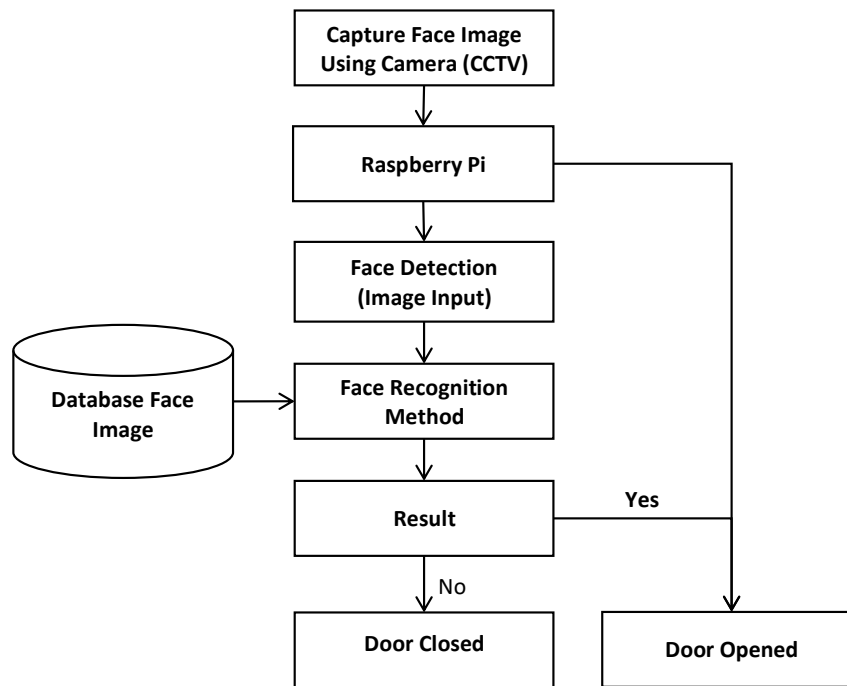 Capture Face Image
Using Camera (CCTV)
Raspberry Pi
Face Detection
(Image Input)
Database Face
Image
Face Recognition
Method
Result
Yes
No
Door Closed
Door Opened